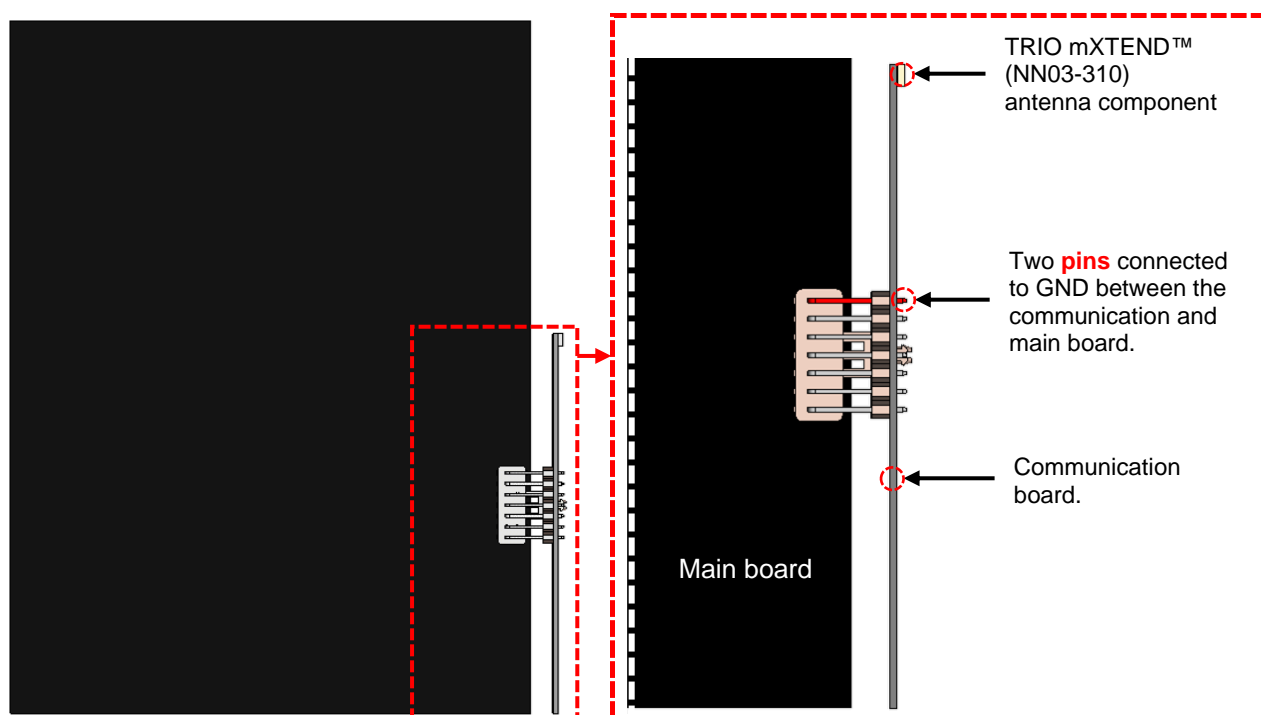 TRIO mXTEND™
(NN03-310)
antenna component
Two pins connected
to GND between the
communication and
main board.
Communication
board.
Main board